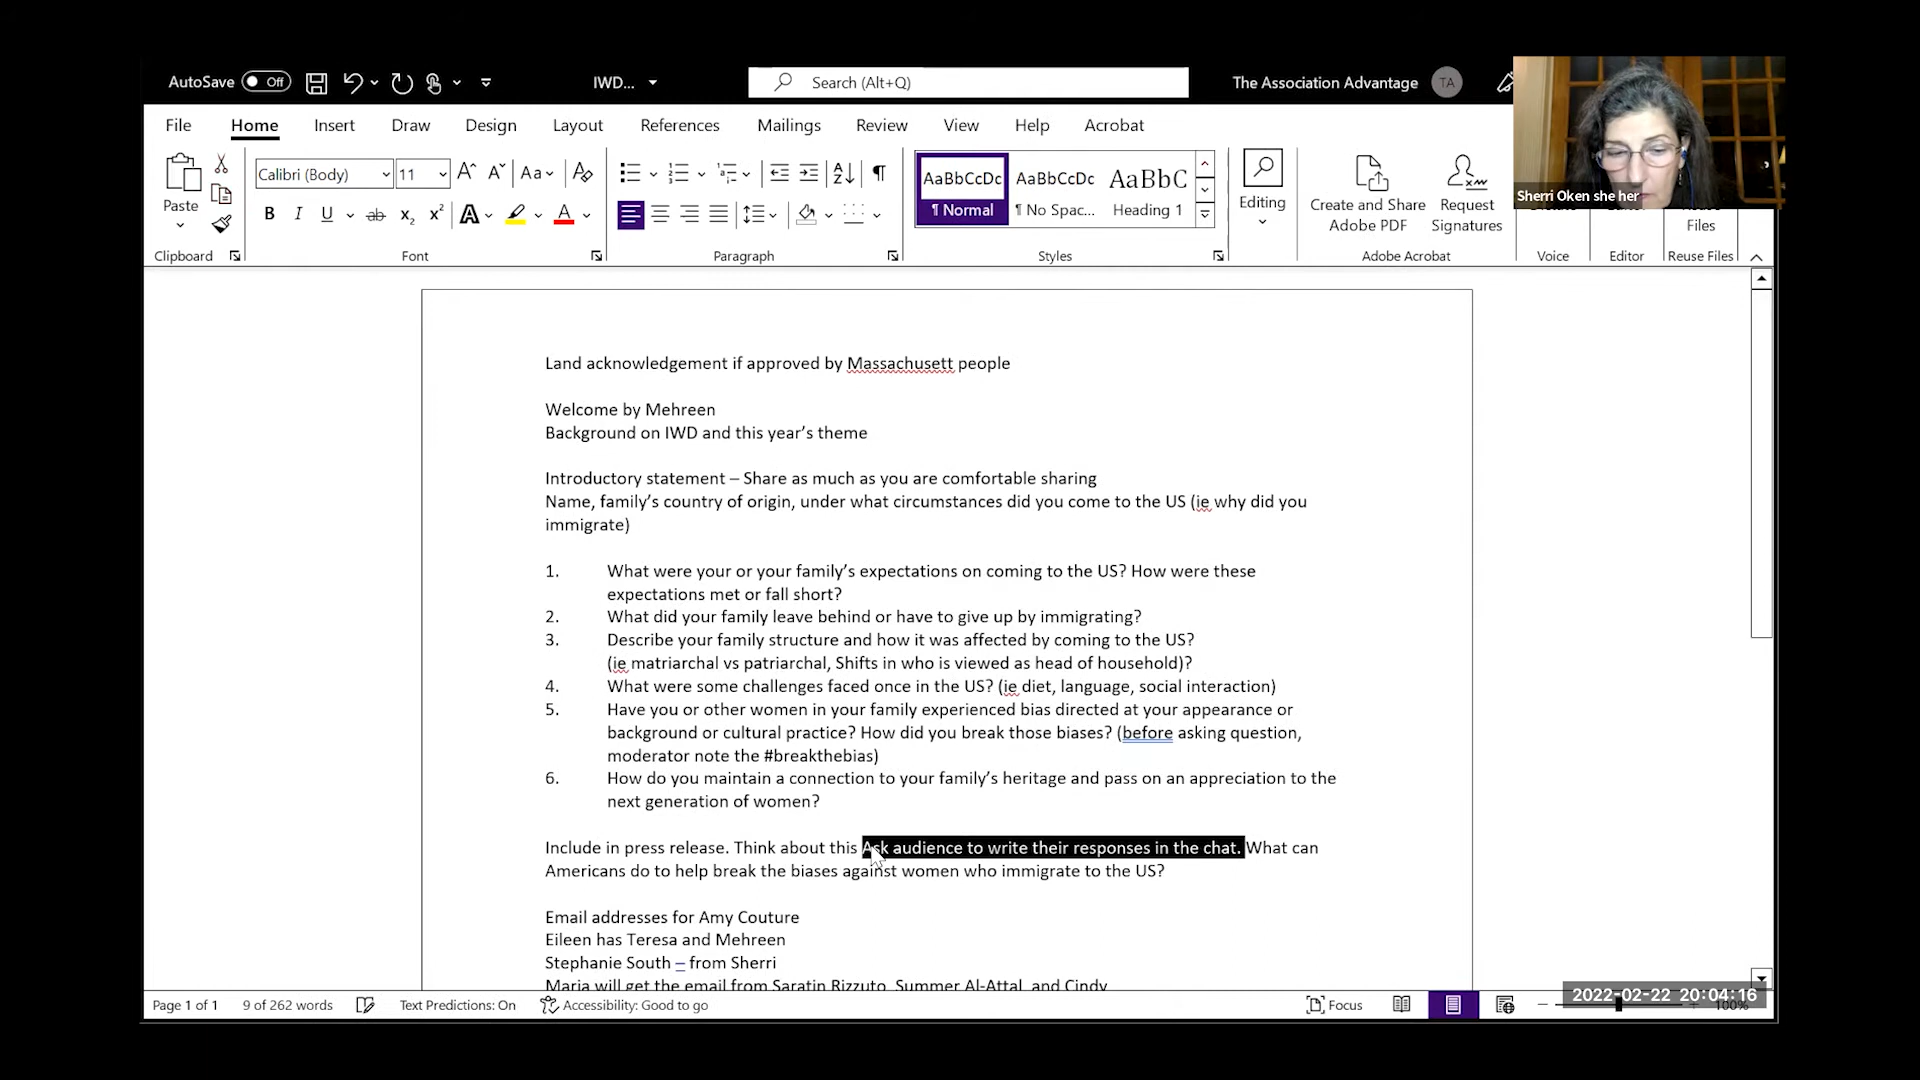 AutoSave Off IWD... Search (Alt+Q) The Association Advantage TA
File Home Insert Draw Design Layout References Mailings Review View Help Acrobat
Sherri Oken she her
Calibri (Body) 11
Paste
AaBbCcDc AaBbCcDc AaBbC
¶ Normal ¶ No Spac... Heading 1
Editing
Create and Share Adobe PDF
Request Signatures
Files
Clipboard Font Paragraph Styles Adobe Acrobat Voice Editor Reuse Files
Land acknowledgement if approved by Massachusett people
Welcome by Mehreen
Background on IWD and this year's theme
Introductory statement – Share as much as you are comfortable sharing
Name, family's country of origin, under what circumstances did you come to the US (ie why did you
immigrate)
1. What were your or your family's expectations on coming to the US? How were these
expectations met or fall short?
2. What did your family leave behind or have to give up by immigrating?
3. Describe your family structure and how it was affected by coming to the US?
(ie matriarchal vs patriarchal, Shifts in who is viewed as head of household)?
4. What were some challenges faced once in the US? (ie diet, language, social interaction)
5. Have you or other women in your family experienced bias directed at your appearance or
background or cultural practice? How did you break those biases? (before asking question,
moderator note the #breakthebias)
6. How do you maintain a connection to your family's heritage and pass on an appreciation to the
next generation of women?
Include in press release. Think about this Ask audience to write their responses in the chat. What can
Americans do to help break the biases against women who immigrate to the US?
Email addresses for Amy Couture
Eileen has Teresa and Mehreen
Stephanie South – from Sherri
Maria will get the email from Saratin Rizzuto, Summer Al-Attal, and Cindy
Page 1 of 1 9 of 262 words Text Predictions: On Accessibility: Good to go Focus 100%
2022-02-22 20:04:16